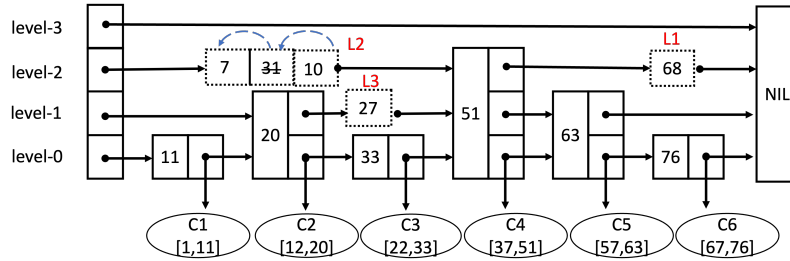 level-3
L2
L1
level-2
7 31 10
68
L3
NIL
level-1
27
51
20
63
level-0
11
33
76
C1
[1,11]
C2
[12,20]
C3
[22,33]
C4
[37,51]
C5
[57,63]
C6
[67,76]